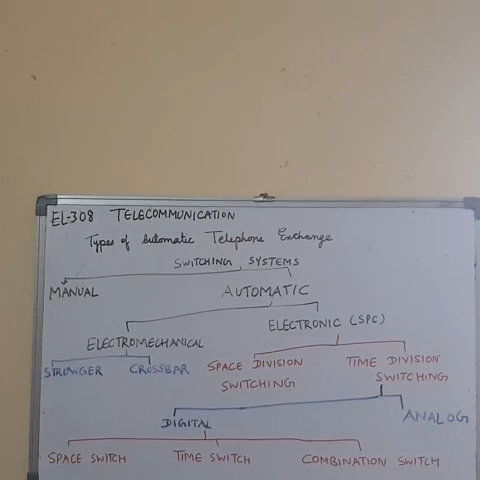 EL-308 TELECOMMUNICATION
Types of Automatic Telephone Exchange
SWITCHING SYSTEMS
MANUAL AUTOMATIC
ELECTROMECHANICAL ELECTRONIC (SPC)
STRONGER CROSSBAR SPACE DIVISION SWITCHING TIME DIVISION SWITCHING
DIGITAL ANALOG
SPACE SWITCH TIME SWITCH COMBINATION SWITCH